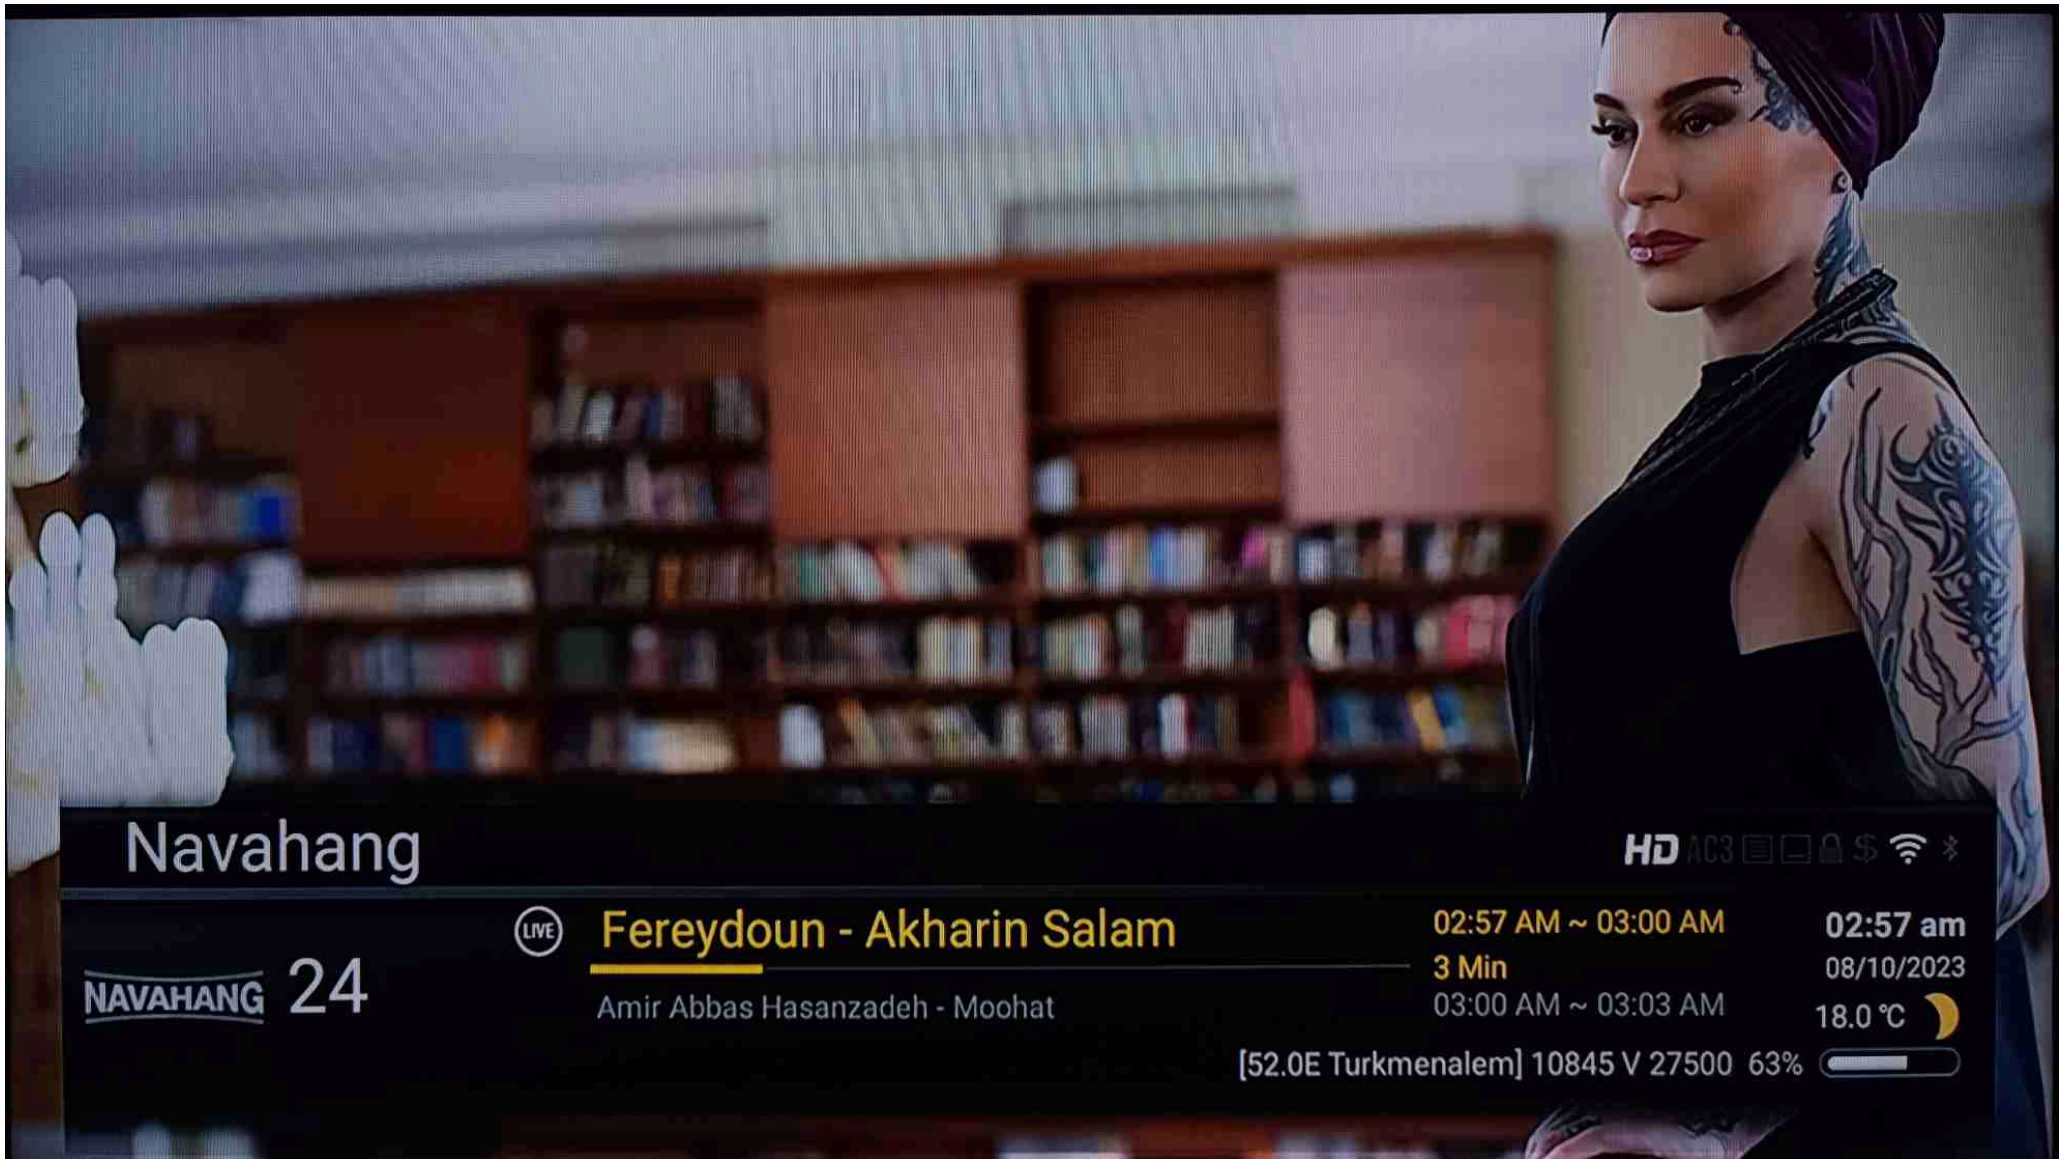 Navahang
HD AC3 $
NAVAHANG 24
LIVE Fereydoun - Akharin Salam 02:57 AM ~ 03:00 AM 02:57 am
3 Min 08/10/2023
Amir Abbas Hasanzadeh - Moohat 03:00 AM ~ 03:03 AM 18.0 °C
[52.0E Turkmenalem] 10845 V 27500 63%